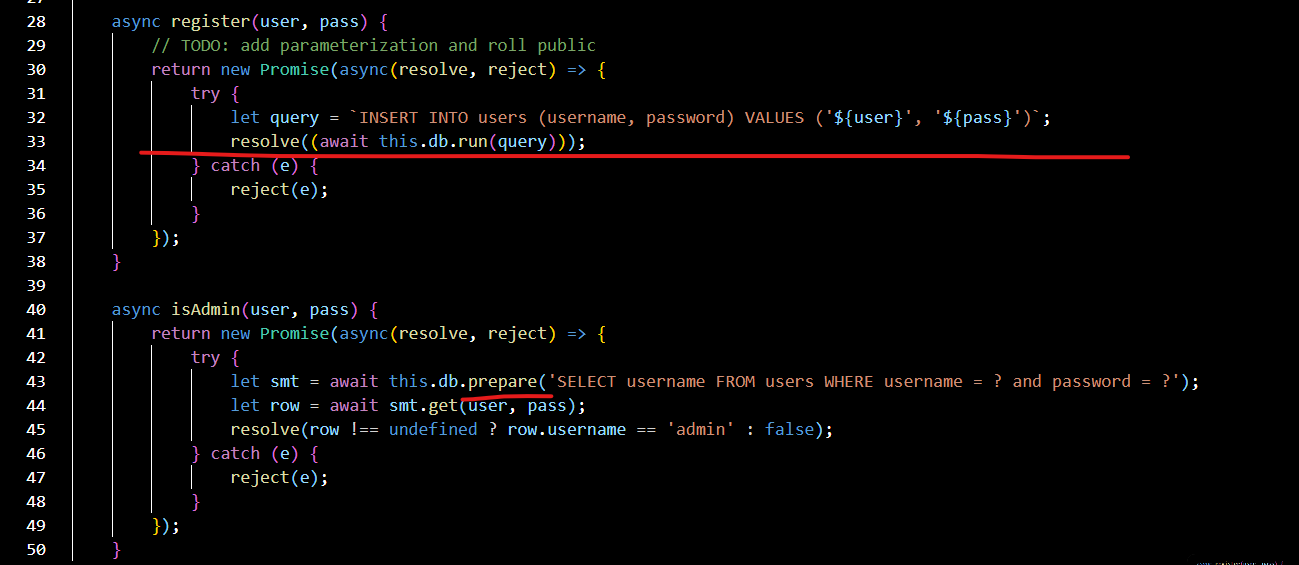 28 async register(user, pass) {
29 // TODO: add parameterization and roll public
30 return new Promise(async(resolve, reject) => {
31 try {
32 let query = `INSERT INTO users (username, password) VALUES ('${user}', '${pass}')`;
33 resolve((await this.db.run(query)));
34 } catch (e) {
35 reject(e);
36 }
37 });
38 }
39
40 async isAdmin(user, pass) {
41 return new Promise(async(resolve, reject) => {
42 try {
43 let smt = await this.db.prepare('SELECT username FROM users WHERE username = ? and password = ?');
44 let row = await smt.get(user, pass);
45 resolve(row !== undefined ? row.username == 'admin' : false);
46 } catch (e) {
47 reject(e);
48 }
49 });
50 }